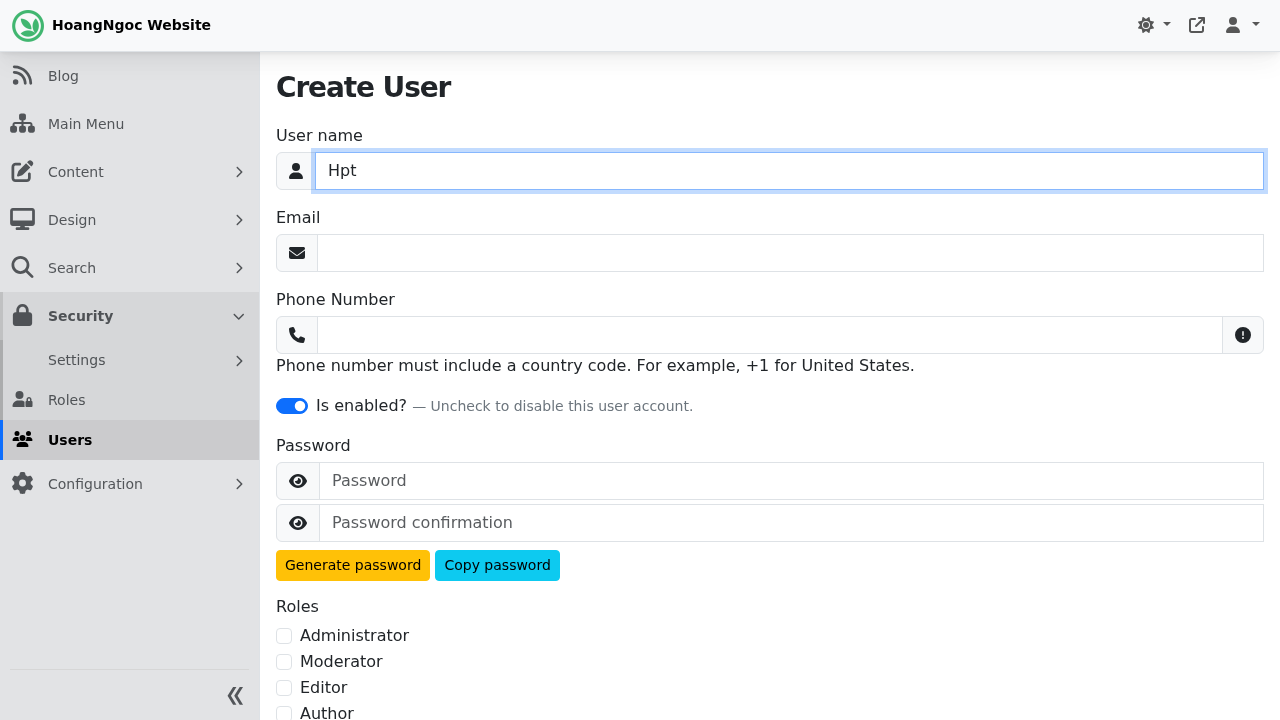 HoangNgoc Website
Blog
Main Menu
Content
Design
Search
Security
Settings
Roles
Users
Configuration
Create User
User name
Hpt
Email
Phone Number
Phone number must include a country code. For example, +1 for United States.
Is enabled? — Uncheck to disable this user account.
Password
Password
Password confirmation
Generate password Copy password
Roles
Administrator
Moderator
Editor
Author